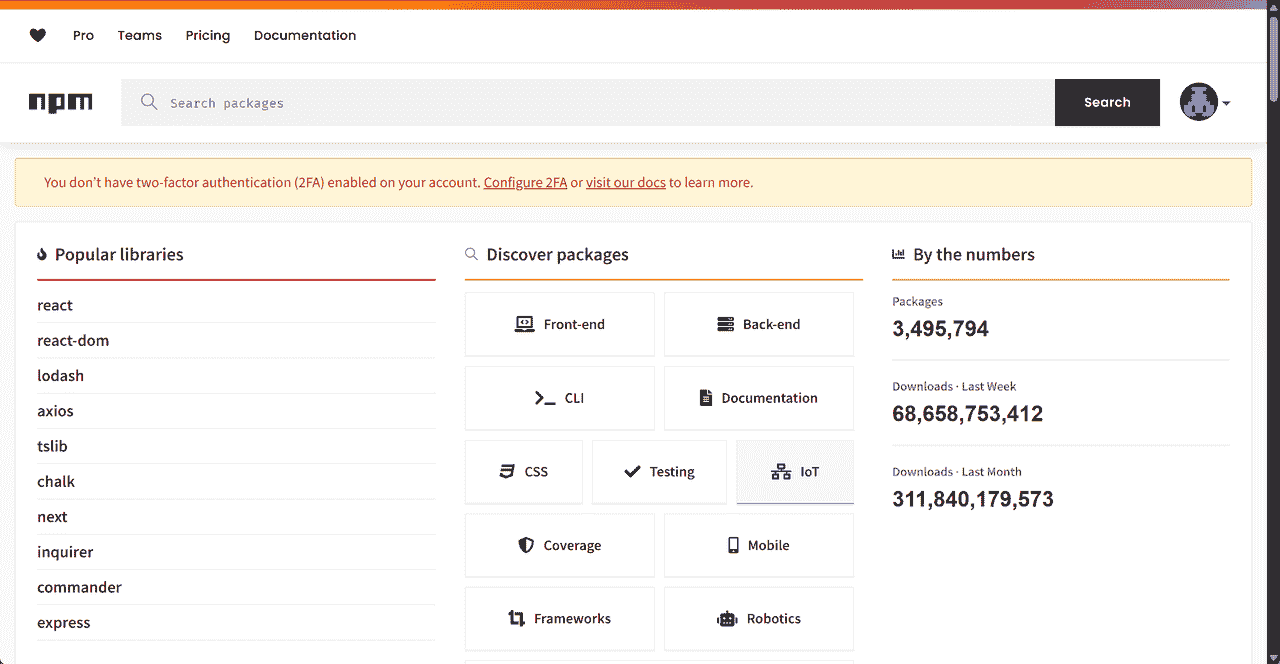 Pro Teams Pricing Documentation
npm Search packages Search
You don't have two-factor authentication (2FA) enabled on your account. Configure 2FA or visit our docs to learn more.
Popular libraries
react
react-dom
lodash
axios
tslib
chalk
next
inquirer
commander
express
Discover packages
Front-end Back-end
CLI Documentation
CSS Testing IoT
Coverage Mobile
Frameworks Robotics
By the numbers
Packages
3,495,794
Downloads · Last Week
68,658,753,412
Downloads · Last Month
311,840,179,573